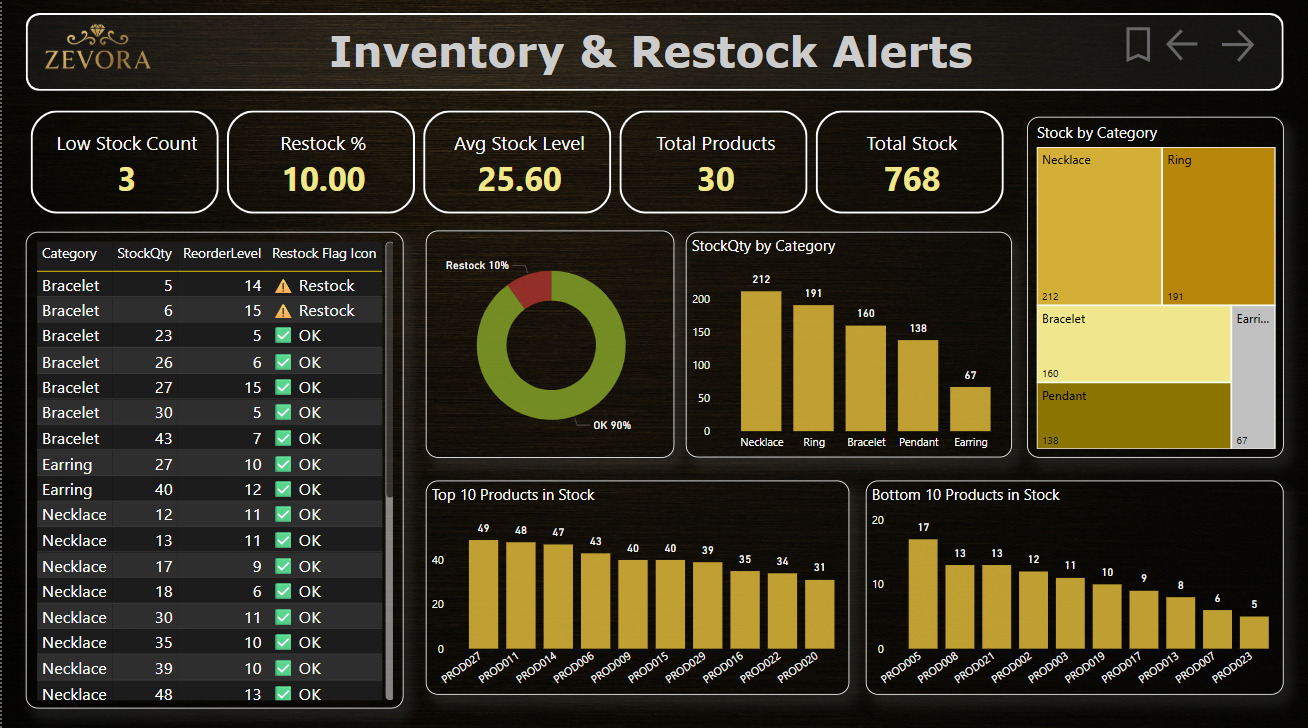 ZEVORA
Inventory & Restock Alerts
Low Stock Count
3
Restock %
10.00
Avg Stock Level
25.60
Total Products
30
Total Stock
768
Stock by Category
Necklace
212
Ring
191
Bracelet
160
Earri...
67
Pendant
138
Category StockQty ReorderLevel Restock Flag Icon
Bracelet 5 14 ⚠ Restock
Bracelet 6 15 ⚠ Restock
Bracelet 23 5 ✅ OK
Bracelet 26 6 ✅ OK
Bracelet 27 15 ✅ OK
Bracelet 30 5 ✅ OK
Bracelet 43 7 ✅ OK
Earring 27 10 ✅ OK
Earring 40 12 ✅ OK
Necklace 12 11 ✅ OK
Necklace 13 11 ✅ OK
Necklace 17 9 ✅ OK
Necklace 18 6 ✅ OK
Necklace 30 11 ✅ OK
Necklace 35 10 ✅ OK
Necklace 39 10 ✅ OK
Necklace 48 13 ✅ OK
Restock 10%
OK 90%
StockQty by Category
212 191 160 138 67
200
150
100
50
0
Necklace Ring Bracelet Pendant Earring
Top 10 Products in Stock
49 48 47 43 40 40 39 35 34 31
40
20
0
PROD027 PROD011 PROD014 PROD006 PROD009 PROD015 PROD029 PROD016 PROD022 PROD020
Bottom 10 Products in Stock
17 13 13 12 11 10 9 8 6 5
20
10
0
PROD005 PROD008 PROD021 PROD002 PROD003 PROD019 PROD017 PROD013 PROD007 PROD023